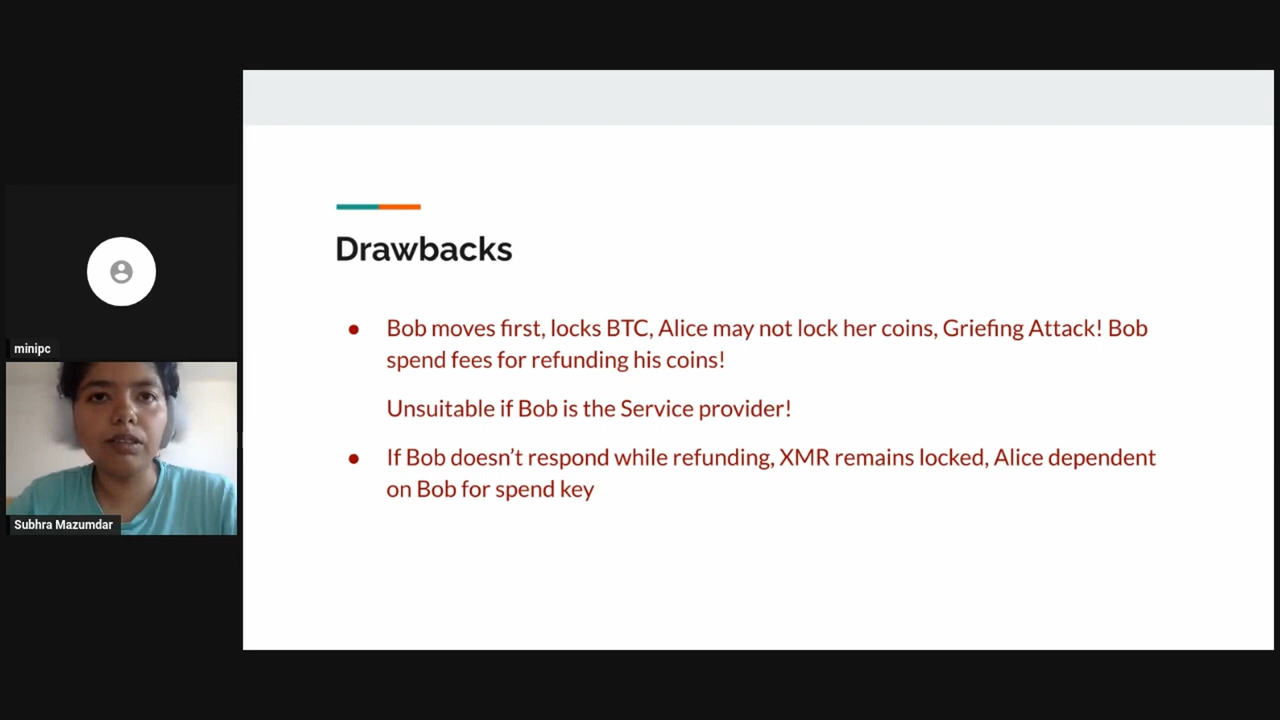 minipc
Subhra Mazumdar
Drawbacks
● Bob moves first, locks BTC, Alice may not lock her coins, Griefing Attack! Bob
spend fees for refunding his coins!
Unsuitable if Bob is the Service provider!
● If Bob doesn't respond while refunding, XMR remains locked, Alice dependent
on Bob for spend key